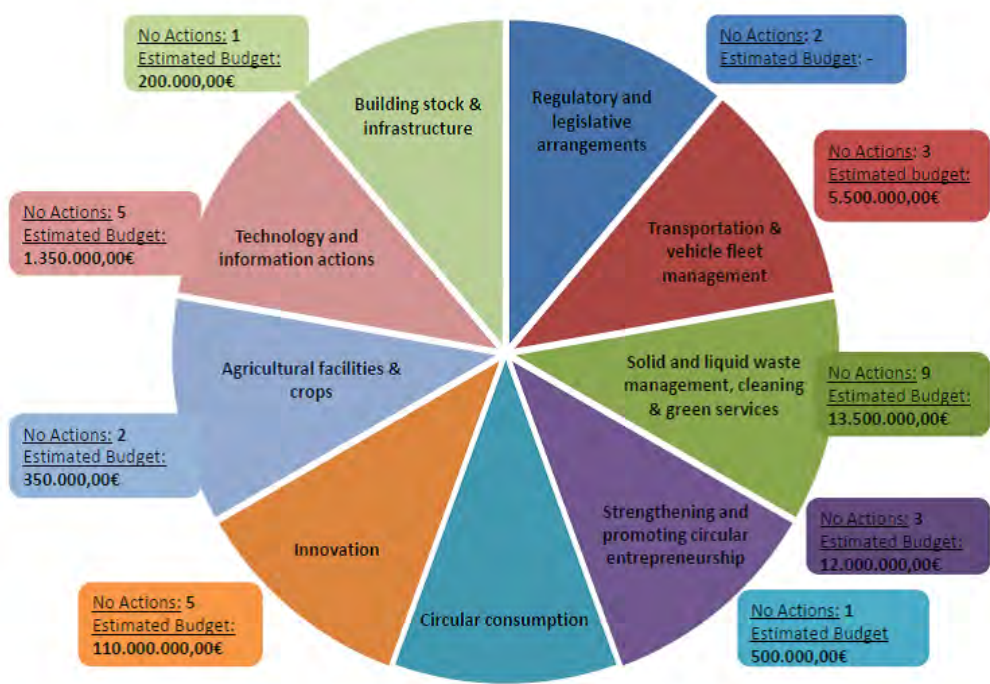 No Actions: 1
Estimated Budget:
200.000,00€
Building stock &
infrastructure
Regulatory and
legislative
arrangements
No Actions: 2
Estimated Budget: -
No Actions: 3
Estimated budget:
5.500.000,00€
Transportation &
vehicle fleet
management
No Actions: 5
Estimated Budget:
1.350.000,00€
Technology and
information actions
Solid and liquid waste
management, cleaning
& green services
No Actions: 9
Estimated Budget:
13.500.000,00€
Agricultural facilities &
crops
No Actions: 2
Estimated Budget:
350.000,00€
Strengthening and
promoting circular
entrepreneurship
No Actions: 3
Estimated Budget:
12.000.000,00€
Innovation
No Actions: 5
Estimated Budget:
110.000.000,00€
Circular consumption
No Actions: 1
Estimated Budget
500.000,00€